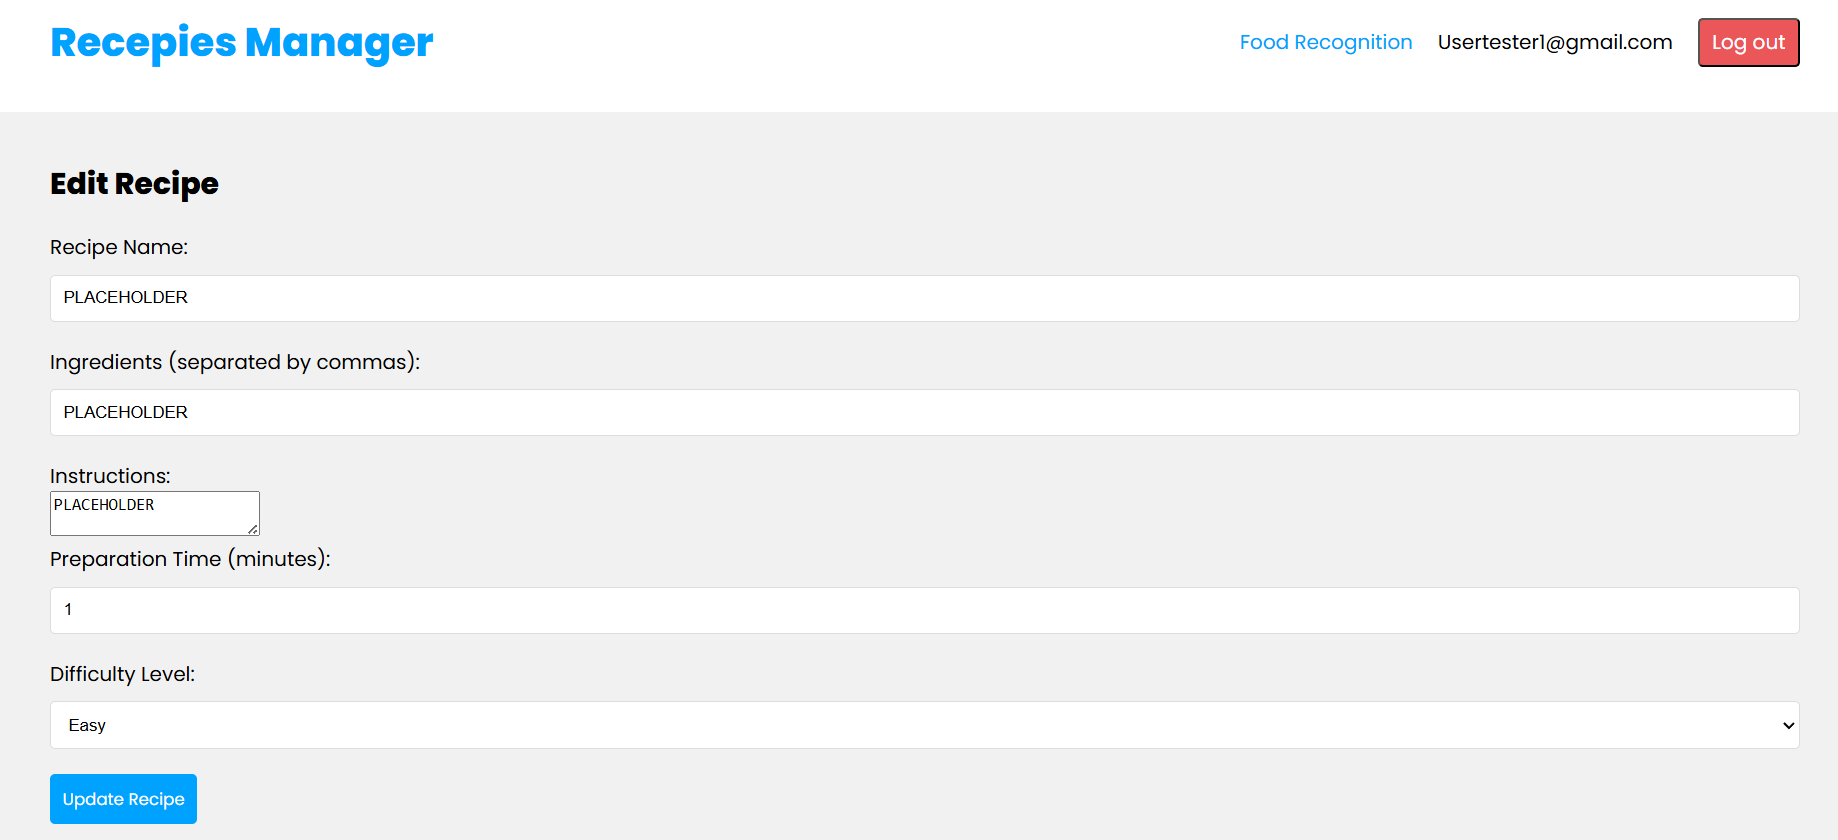 Recepies Manager
Food Recognition
Usertester1@gmail.com
Log out
Edit Recipe
Recipe Name:
PLACEHOLDER
Ingredients (separated by commas):
PLACEHOLDER
Instructions:
PLACEHOLDER
Preparation Time (minutes):
1
Difficulty Level:
Easy
Update Recipe